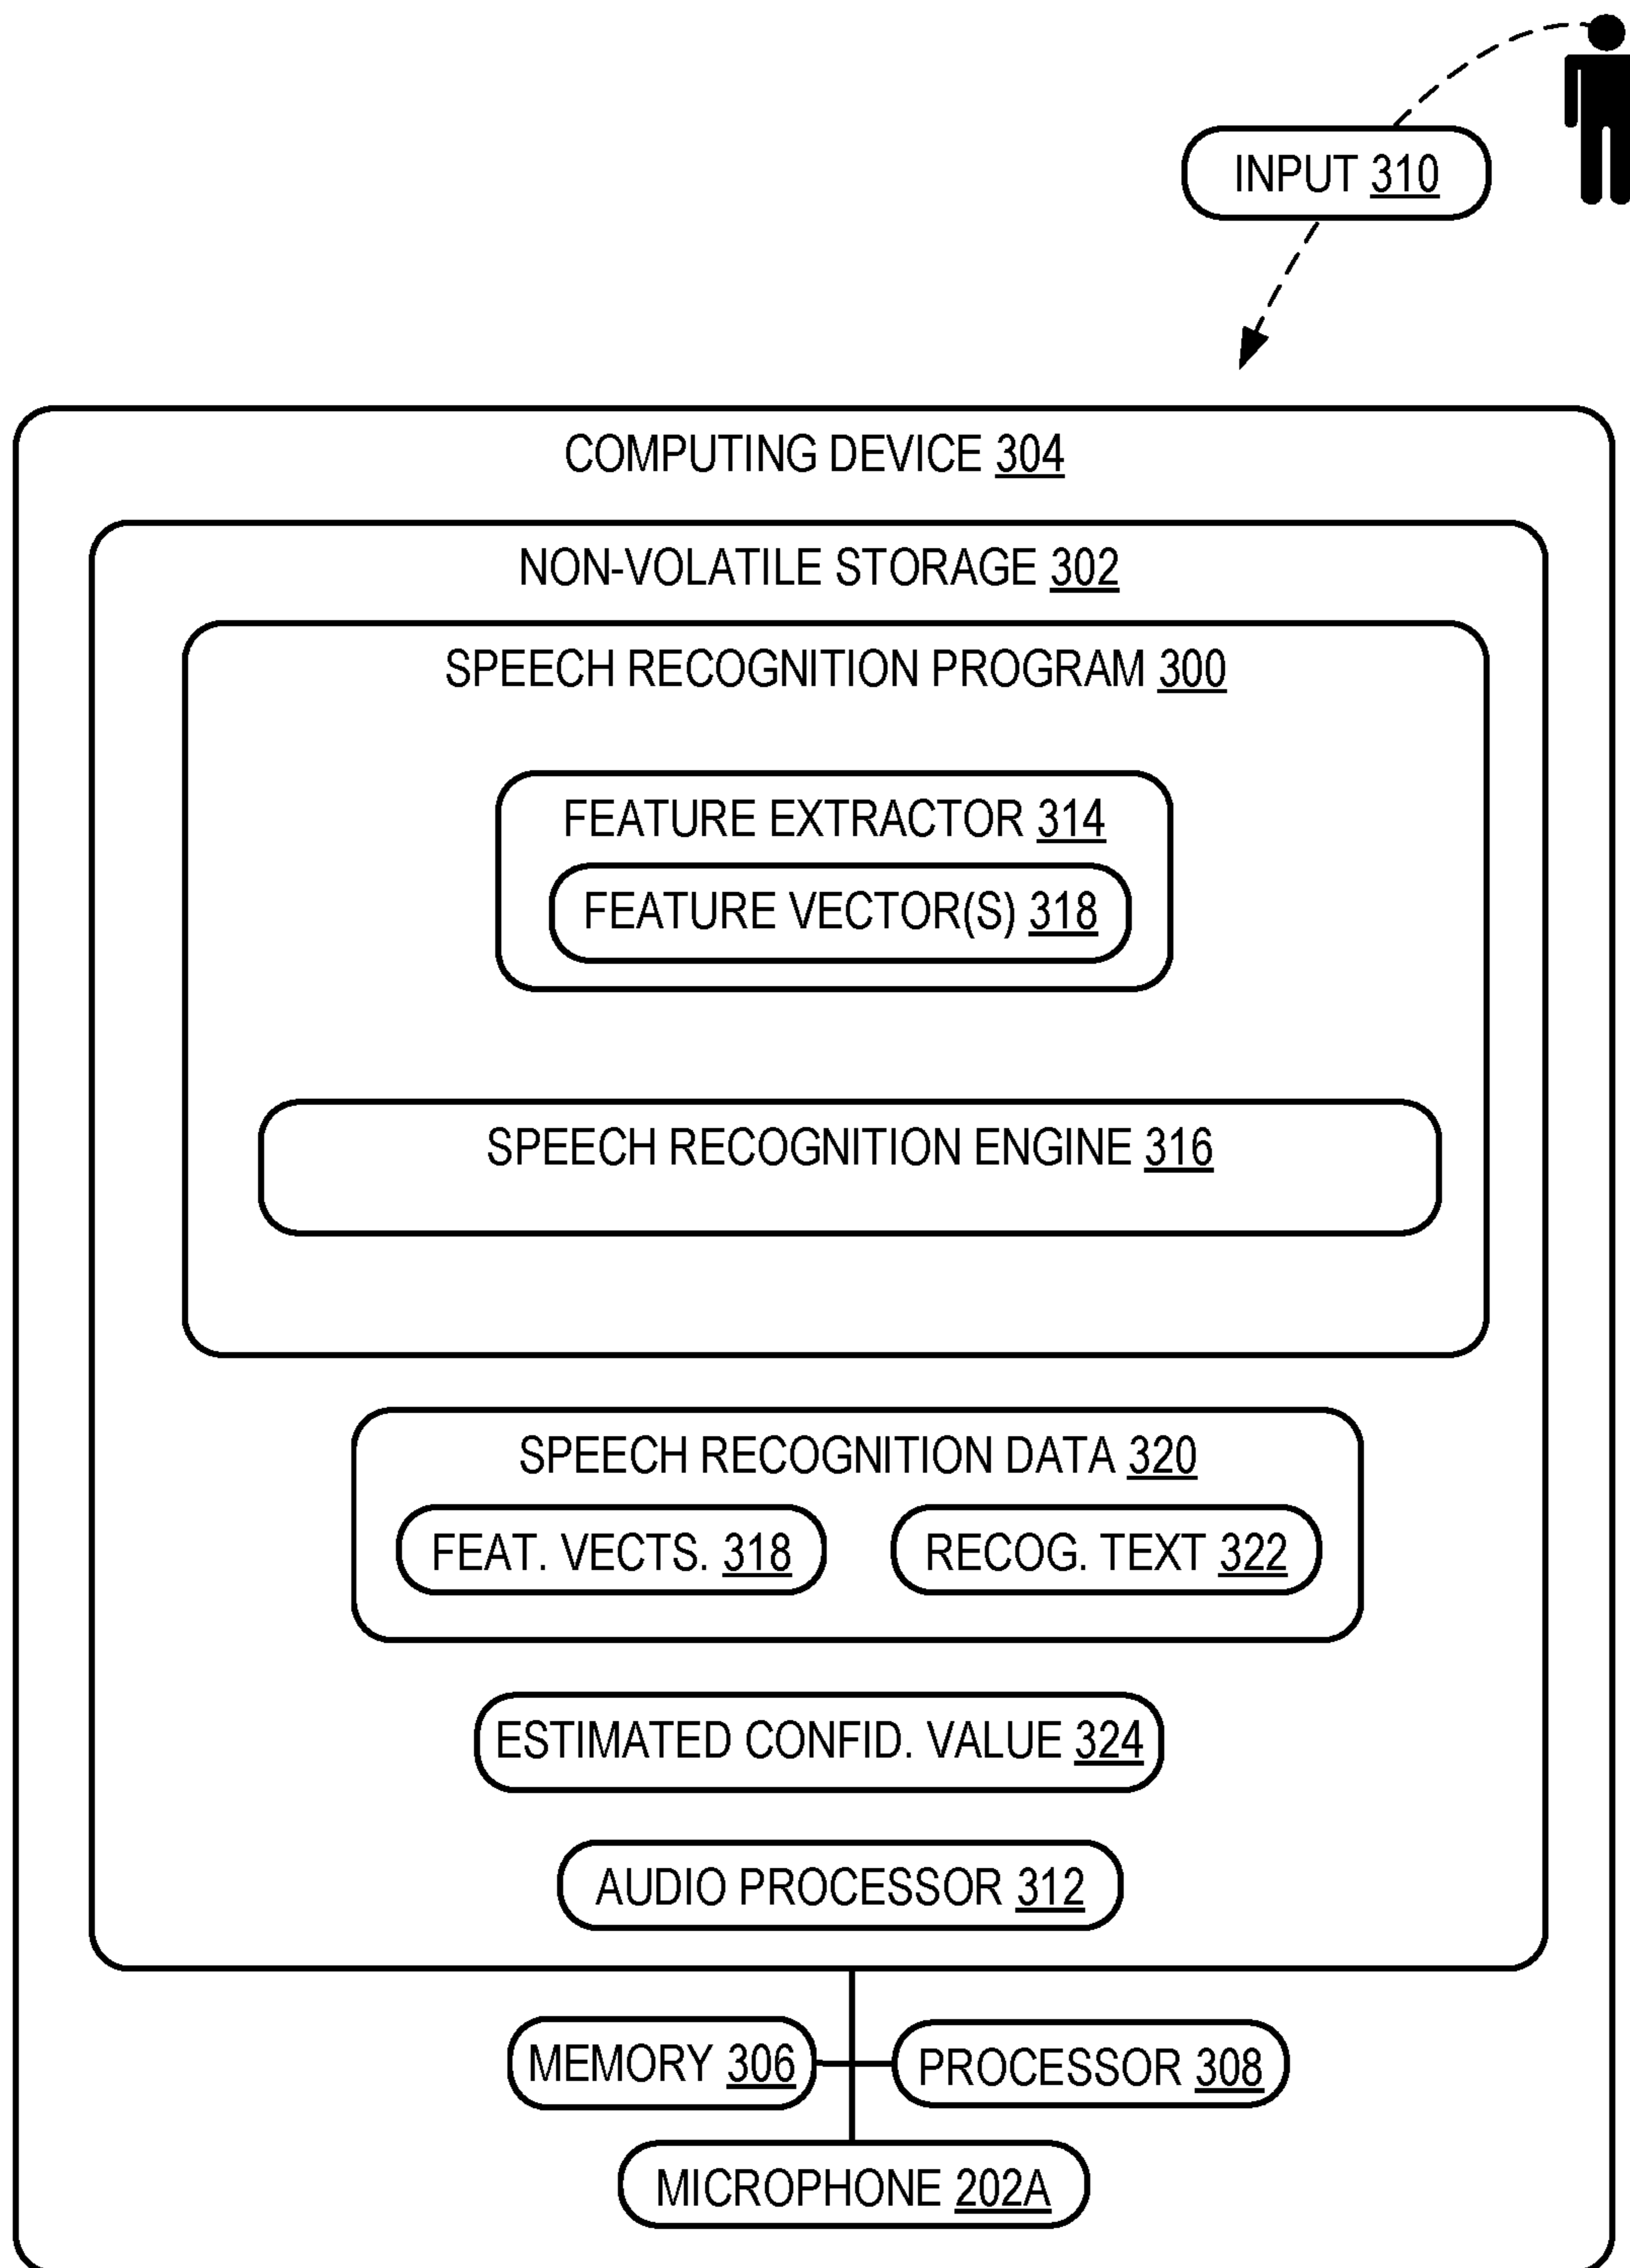 INPUT 310
COMPUTING DEVICE 304
NON-VOLATILE STORAGE 302
SPEECH RECOGNITION PROGRAM 300
FEATURE EXTRACTOR 314
FEATURE VECTOR(S) 318
SPEECH RECOGNITION ENGINE 316
SPEECH RECOGNITION DATA 320
FEAT. VECTS. 318
RECOG. TEXT 322
ESTIMATED CONFID. VALUE 324
AUDIO PROCESSOR 312
MEMORY 306
PROCESSOR 308
MICROPHONE 202A